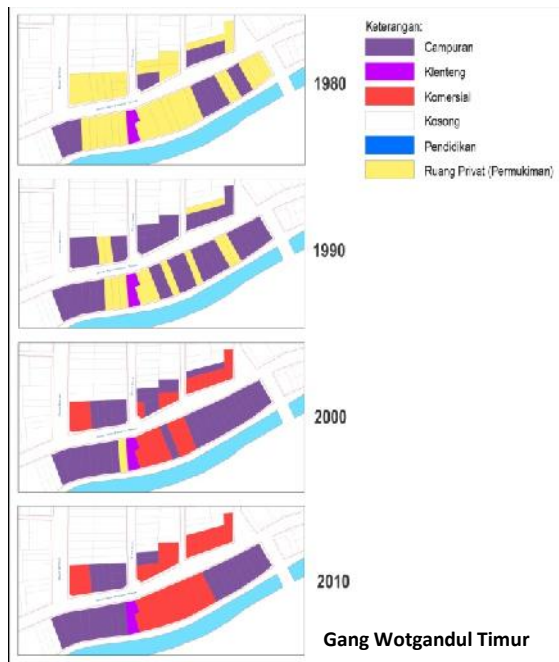 Keterangan:
Campuran
Klenteng
Komersial
Kosong
Pendidikan
Ruang Privat (Permukiman)
1980
1990
2000
2010
Gang Wotgandul Timur